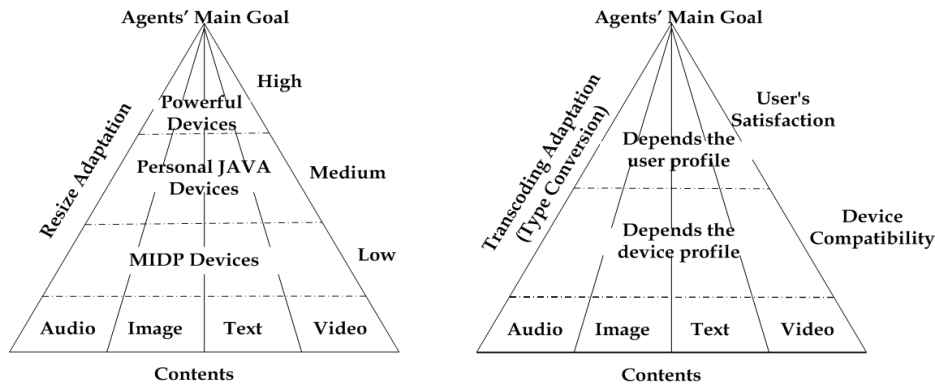 Agents' Main Goal
High
Powerful
Devices
Resize Adaptation
Personal JAVA
Devices
Medium
MIDP Devices
Low
Audio
Image
Text
Video
Contents
Agents' Main Goal
Transcoding Adaptation
(Type Conversion)
User's
Satisfaction
Depends the
user profile
Device
Compatibility
Depends the
device profile
Audio
Image
Text
Video
Contents